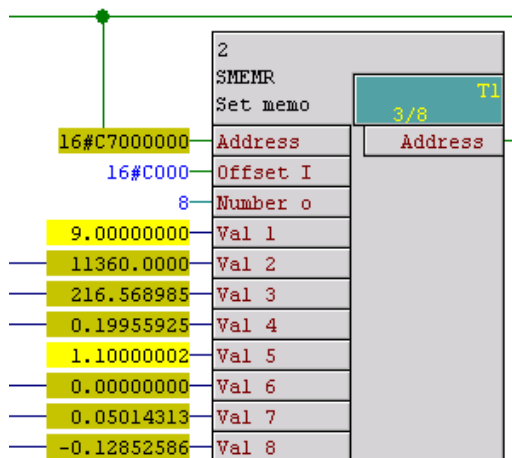 2
SMEMR
Set memo
T1
3/8
16#C7000000 Address Address
16#C000 Offset I
8 Number o
9.00000000 Val 1
11360.0000 Val 2
216.568985 Val 3
0.19955925 Val 4
1.10000002 Val 5
0.00000000 Val 6
0.05014313 Val 7
-0.12852586 Val 8